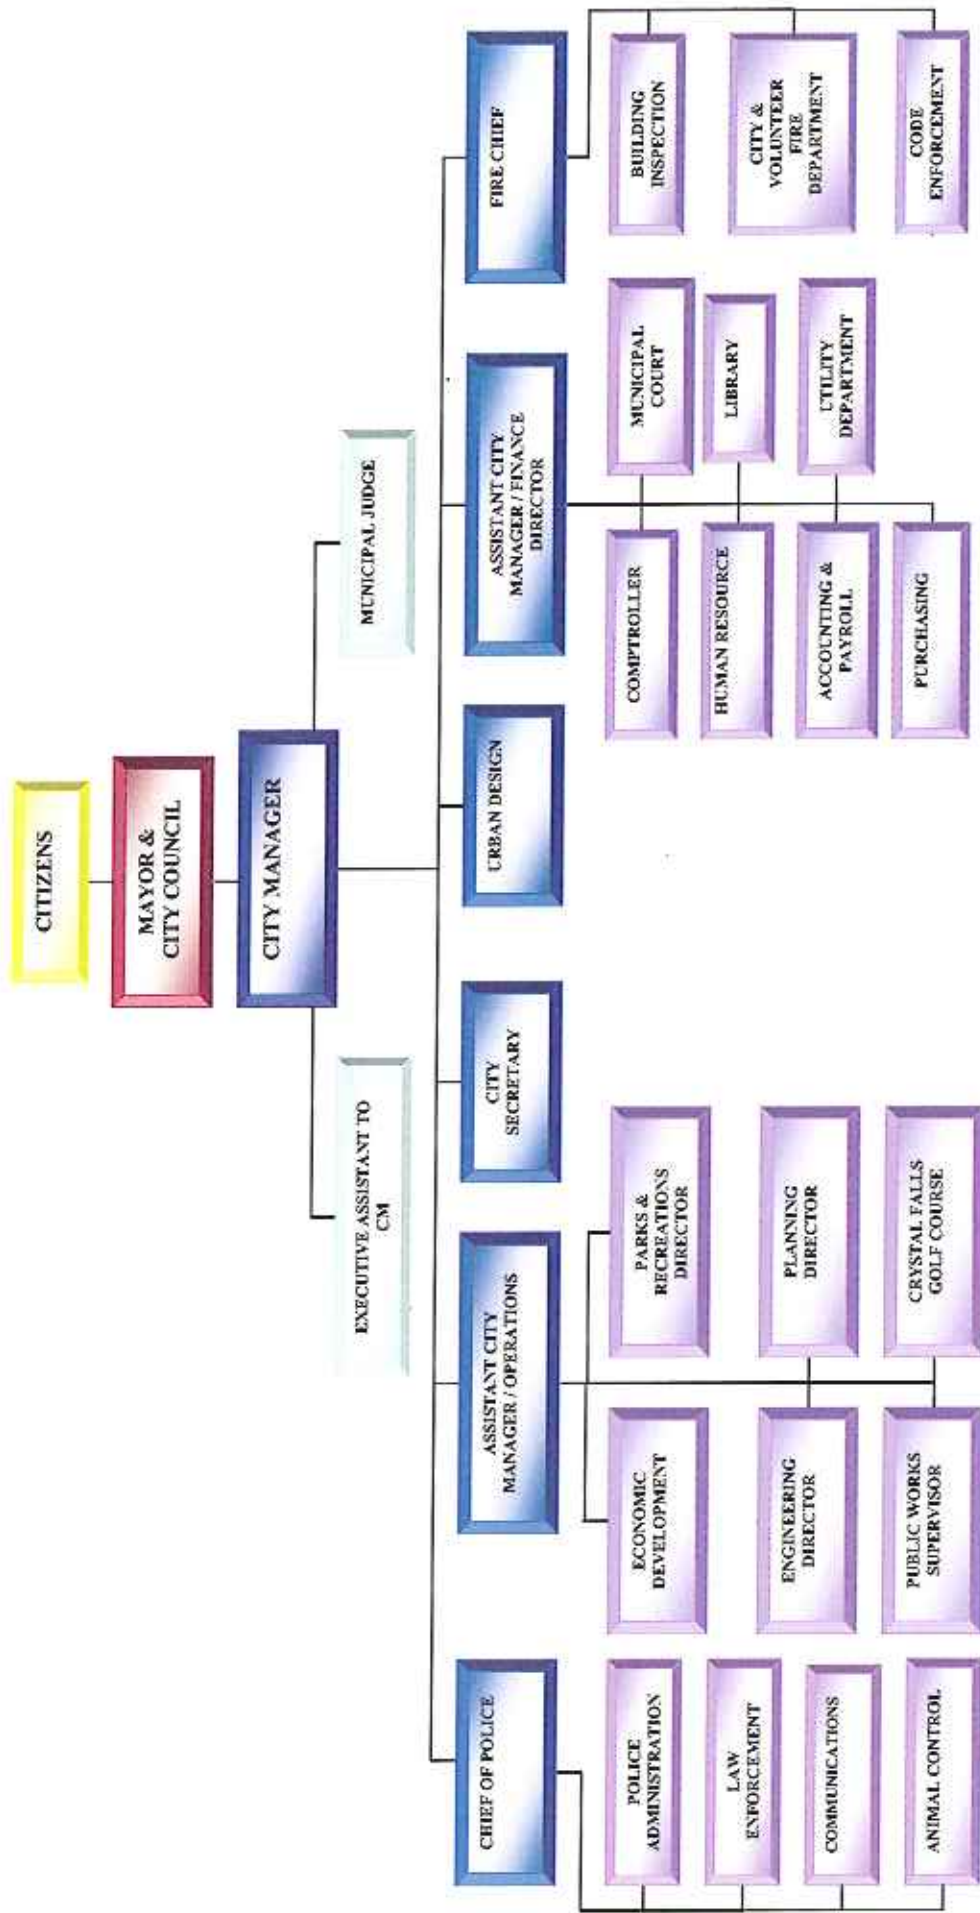 CITIZENS
MAYOR &
CITY COUNCIL
CITY MANAGER
EXECUTIVE ASSISTANT TO
CM
MUNICIPAL JUDGE
CHIEF OF POLICE
ASSISTANT CITY
MANAGER / OPERATIONS
CITY
SECRETARY
URBAN DESIGN
ASSISTANT CITY
MANAGER / FINANCE
DIRECTOR
FIRE CHIEF
POLICE
ADMINISTRATION
LAW
ENFORCEMENT
COMMUNICATIONS
ANIMAL CONTROL
ECONOMIC
DEVELOPMENT
PARKS &
RECREATIONS
DIRECTOR
ENGINEERING
DIRECTOR
PLANNING
DIRECTOR
PUBLIC WORKS
SUPERVISOR
CRYSTAL FALLS
GOLF COURSE
COMPTROLLER
MUNICIPAL
COURT
HUMAN RESOURCE
LIBRARY
ACCOUNTING &
PAYROLL
UTILITY
DEPARTMENT
PURCHASING
BUILDING
INSPECTION
CITY &
VOLUNTEER
FIRE
DEPARTMENT
CODE
ENFORCEMENT